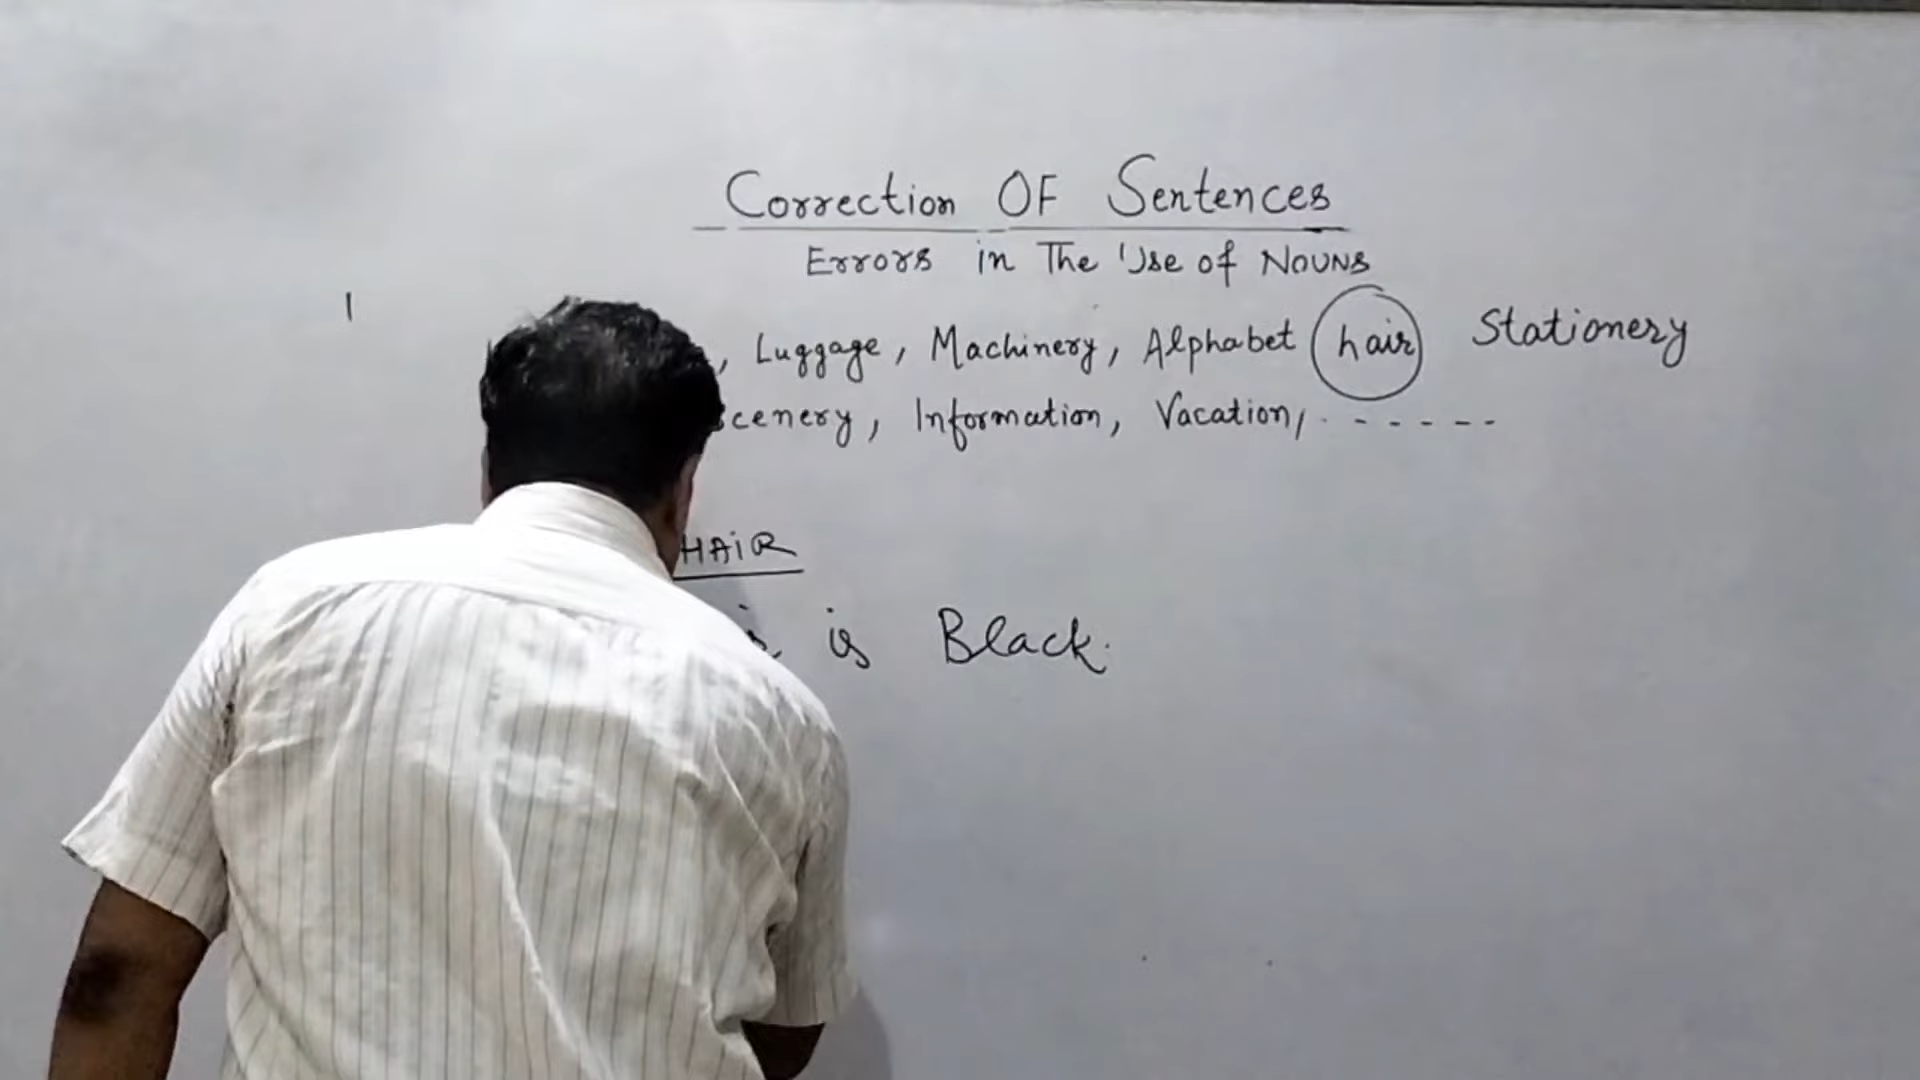 Correction OF Sentences
Errors in The Use of NOUNS
, Luggage, Machinery, Alphabet hair Stationery
cenery, Information, Vacation, ------
HAIR
is Black.